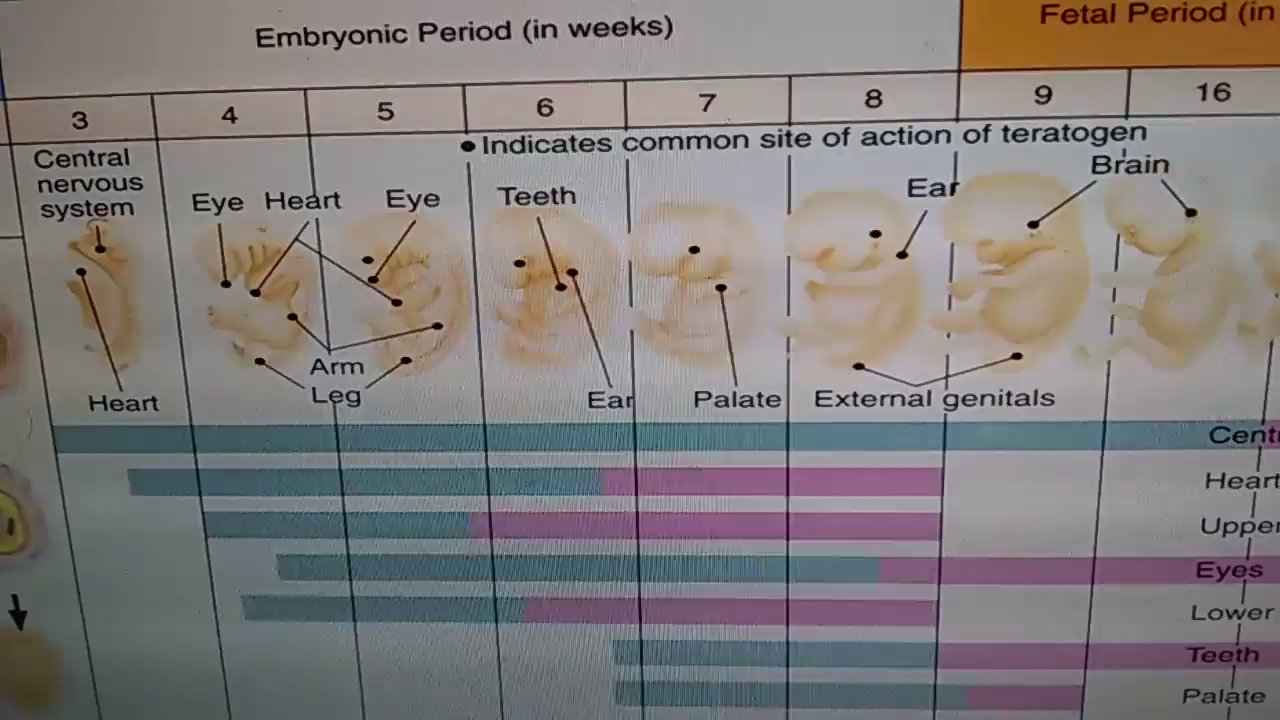 Embryonic Period (in weeks)
Fetal Period (in
3 4 5 6 7 8 9 16
• Indicates common site of action of teratogen
Central
nervous
system
Eye Heart Eye Teeth Ear Brain
Arm
Leg
Heart Ear Palate External genitals
Cent
Heart
Upper
Eyes
Lower
Teeth
Palate